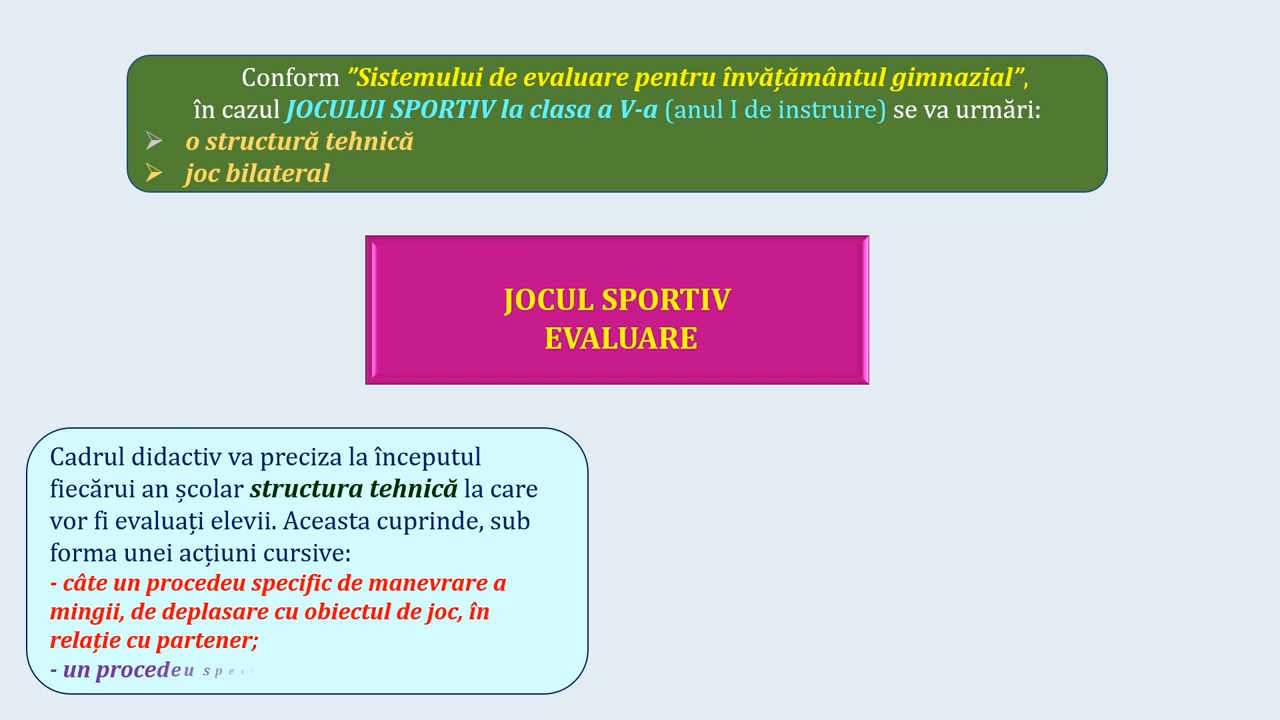 Conform ”Sistemului de evaluare pentru învățământul gimnazial”,
în cazul JOCULUI SPORTIV la clasa a V-a (anul I de instruire) se va urmări:
o structură tehnică
joc bilateral
JOCUL SPORTIV
EVALUARE
Cadrul didactiv va preciza la începutul
fiecărui an școlar structura tehnică la care
vor fi evaluați elevii. Aceasta cuprinde, sub
forma unei acțiuni cursive:
- câte un procedeu specific de manevrare a
mingii, de deplasare cu obiectul de joc, în
relație cu partener;
- un procedeu